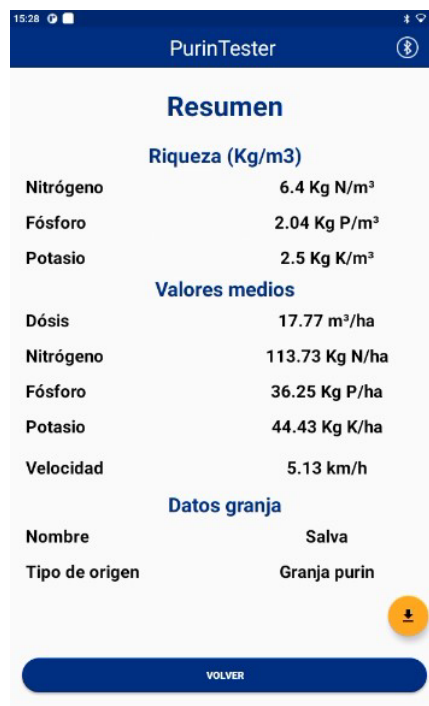 15:28
PurinTester
Resumen
Riqueza (Kg/m3)
Nitrógeno 6.4 Kg N/m³
Fósforo 2.04 Kg P/m³
Potasio 2.5 Kg K/m³
Valores medios
Dósis 17.77 m³/ha
Nitrógeno 113.73 Kg N/ha
Fósforo 36.25 Kg P/ha
Potasio 44.43 Kg K/ha
Velocidad 5.13 km/h
Datos granja
Nombre Salva
Tipo de origen Granja purin
VOLVER